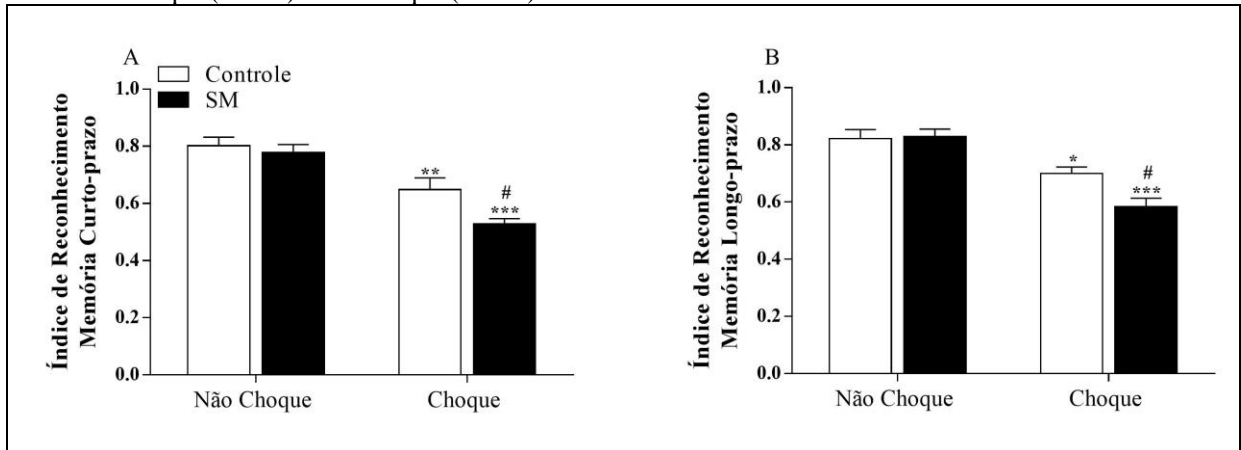 A
Controle
SM
Índice de Reconhecimento
Memória Curto-prazo
1.0
0.8
0.6
0.4
0.2
0.0
**
#
***
Não Choque
Choque
B
Índice de Reconhecimento
Memória Longo-prazo
1.0
0.8
0.6
0.4
0.2
0.0
*
#
***
Não Choque
Choque